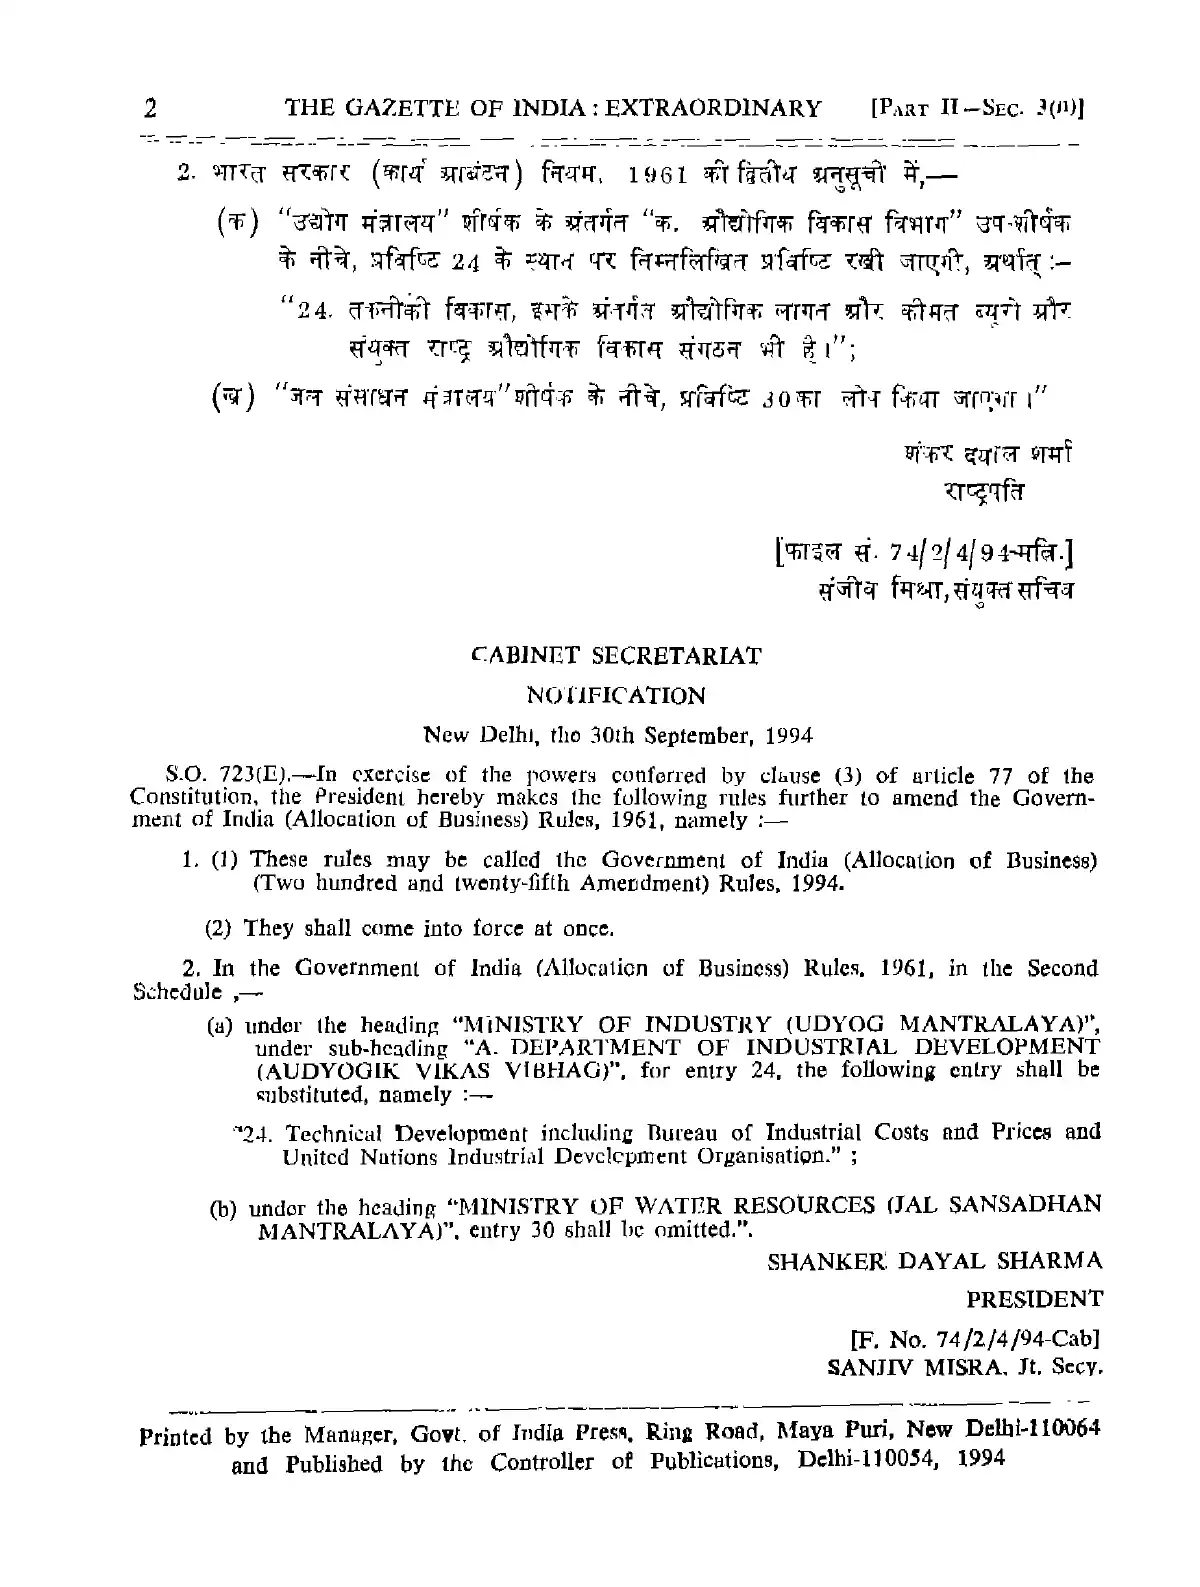 2 THE GAZETTE OF INDIA : EXTRAORDINARY [PART II—SEC. 3(ii)]
2. भारत सरकार (कार्य आबंटन) नियम, 1961 की द्वितीय अनुसूची में,—
(क) “उद्योग मंत्रालय” शीर्षक के अंतर्गत “क. औद्योगिक विकास विभाग” उप-शीर्षक
के नीचे, प्रविष्टि 24 के स्थान पर निम्नलिखित प्रविष्टि रखी जाएगी, अर्थात् :–
“24. तकनीकी विकास, इसके अंतर्गत औद्योगिक लागत और कीमत ब्यूरो और
संयुक्त राष्ट्र औद्योगिक विकास संगठन भी है।”;
(ख) “जल संसाधन मंत्रालय” शीर्षक के नीचे, प्रविष्टि 30 का लोप किया जाएगा।”
शंकर दयाल शर्मा
राष्ट्रपति
[फाइल सं. 74/2/4/94-मंत्रि.]
संजीव मिश्रा, संयुक्त सचिव
CABINET SECRETARIAT
NOTIFICATION
New Delhi, the 30th September, 1994
S.O. 723(E).—In exercise of the powers conferred by clause (3) of article 77 of the
Constitution, the President hereby makes the following rules further to amend the Govern-
ment of India (Allocation of Business) Rules, 1961, namely :—
1. (1) These rules may be called the Government of India (Allocation of Business)
(Two hundred and twenty-fifth Amendment) Rules, 1994.
(2) They shall come into force at once.
2. In the Government of India (Allocation of Business) Rules, 1961, in the Second
Schedule ,—
(a) under the heading “MINISTRY OF INDUSTRY (UDYOG MANTRALAYA)”,
under sub-heading “A. DEPARTMENT OF INDUSTRIAL DEVELOPMENT
(AUDYOGIK VIKAS VIBHAG)”, for entry 24, the following entry shall be
substituted, namely :—
“24. Technical Development including Bureau of Industrial Costs and Prices and
United Nations Industrial Development Organisation.” ;
(b) under the heading “MINISTRY OF WATER RESOURCES (JAL SANSADHAN
MANTRALAYA)”, entry 30 shall be omitted.”.
SHANKER DAYAL SHARMA
PRESIDENT
[F. No. 74/2/4/94-Cab]
SANJIV MISRA, Jt. Secy.
Printed by the Manager, Govt. of India Press, Ring Road, Maya Puri, New Delhi-110064
and Published by the Controller of Publications, Delhi-110054, 1994